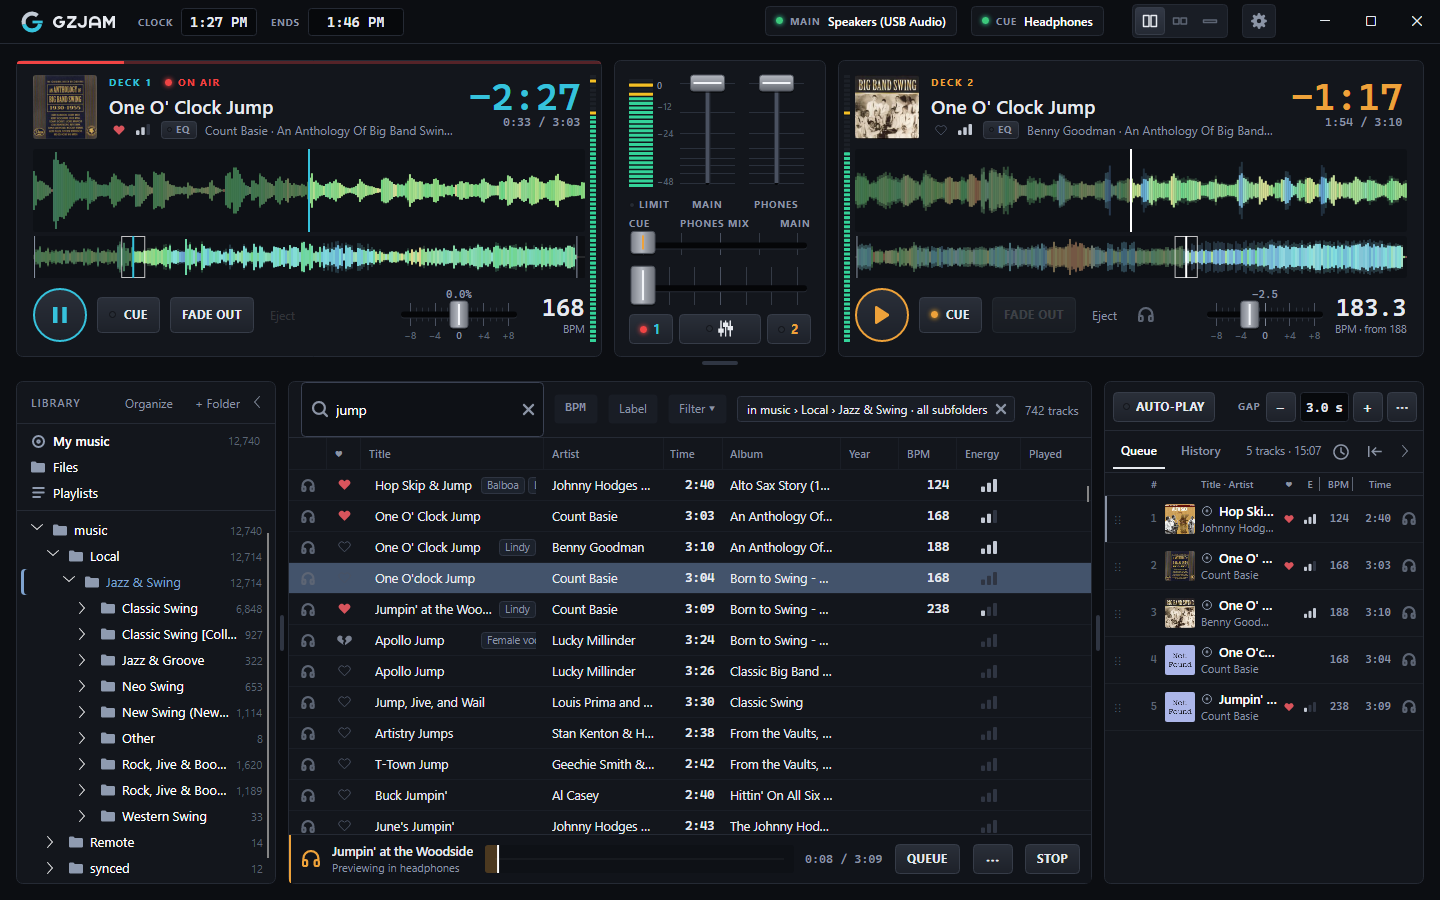 GZJAM CLOCK 1:27 PM ENDS 1:46 PM MAIN Speakers (USB Audio) CUE Headphones
DECK 1 ON AIR
One O' Clock Jump
−2:27
0:33 / 3:03
EQ Count Basie · An Anthology Of Big Band Swin...
0.0%
CUE FADE OUT Eject
−8 −4 0 +4 +8
168
BPM
0
−12
−24
−48
LIMIT MAIN PHONES
CUE PHONES MIX MAIN
1 2
DECK 2
One O' Clock Jump
−1:17
1:54 / 3:10
EQ Benny Goodman · An Anthology Of Big Band...
−2.5
CUE FADE OUT Eject
−8 −4 0 +4 +8
183.3
BPM · from 188
LIBRARY Organize + Folder
My music 12,740
Files
Playlists
music 12,740
Local 12,714
Jazz & Swing 12,714
Classic Swing 6,848
Classic Swing [Coll... 927
Jazz & Groove 322
Neo Swing 653
New Swing (New... 1,114
Other 8
Rock, Jive & Boo... 1,620
Rock, Jive & Boo... 1,189
Western Swing 33
Remote 14
synced 12
jump BPM Label Filter in music › Local › Jazz & Swing · all subfolders 742 tracks
Title Artist Time Album Year BPM Energy Played
Hop Skip & Jump Balboa Johnny Hodges ... 2:40 Alto Sax Story (1... 124
One O' Clock Jump Count Basie 3:03 An Anthology Of... 168
One O' Clock Jump Lindy Benny Goodman 3:10 An Anthology Of... 188
One O'clock Jump Count Basie 3:04 Born to Swing - ... 168
Jumpin' at the Woo... Lindy Count Basie 3:09 Born to Swing - ... 238
Apollo Jump Female voc Lucky Millinder 3:24 Born to Swing - ...
Apollo Jump Lucky Millinder 3:26 Classic Big Band ...
Jump, Jive, and Wail Louis Prima and ... 3:30 Classic Swing
Artistry Jumps Stan Kenton & H... 2:38 From the Vaults, ...
T-Town Jump Geechie Smith &... 2:42 From the Vaults, ...
Buck Jumpin' Al Casey 2:40 Hittin' On All Six ...
June's Jumpin' Johnny Hodges ... 2:43 The Johnny Hod...
Jumpin' at the Woodside
Previewing in headphones
0:08 / 3:09 QUEUE ... STOP
AUTO-PLAY GAP − 3.0 s + ...
Queue History 5 tracks · 15:07
# Title · Artist E BPM Time
1 Hop Ski... 124 2:40
Johnny Hodg...
2 One O' ... 168 3:03
Count Basie
3 One O' ... 188 3:10
Benny Good...
4 Not Found One O'c... 168 3:04
Count Basie
5 Not Found Jumpin' ... 238 3:09
Count Basie